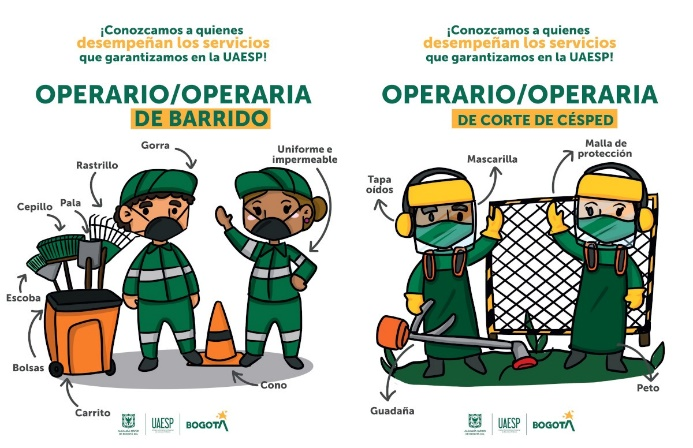 ¡Conozcamos a quienes
desempeñan los servicios
que garantizamos en la UAESP!
OPERARIO/OPERARIA
DE BARRIDO
Gorra
Uniforme e
impermeable
Rastrillo
Pala
Cepillo
Escoba
Bolsas
Carrito
Cono
UAESP
BOGOTÁ
¡Conozcamos a quienes
desempeñan los servicios
que garantizamos en la UAESP!
OPERARIO/OPERARIA
DE CORTE DE CÉSPED
Malla de
protección
Mascarilla
Tapa
oídos
Guadaña
Peto
UAESP
BOGOTÁ